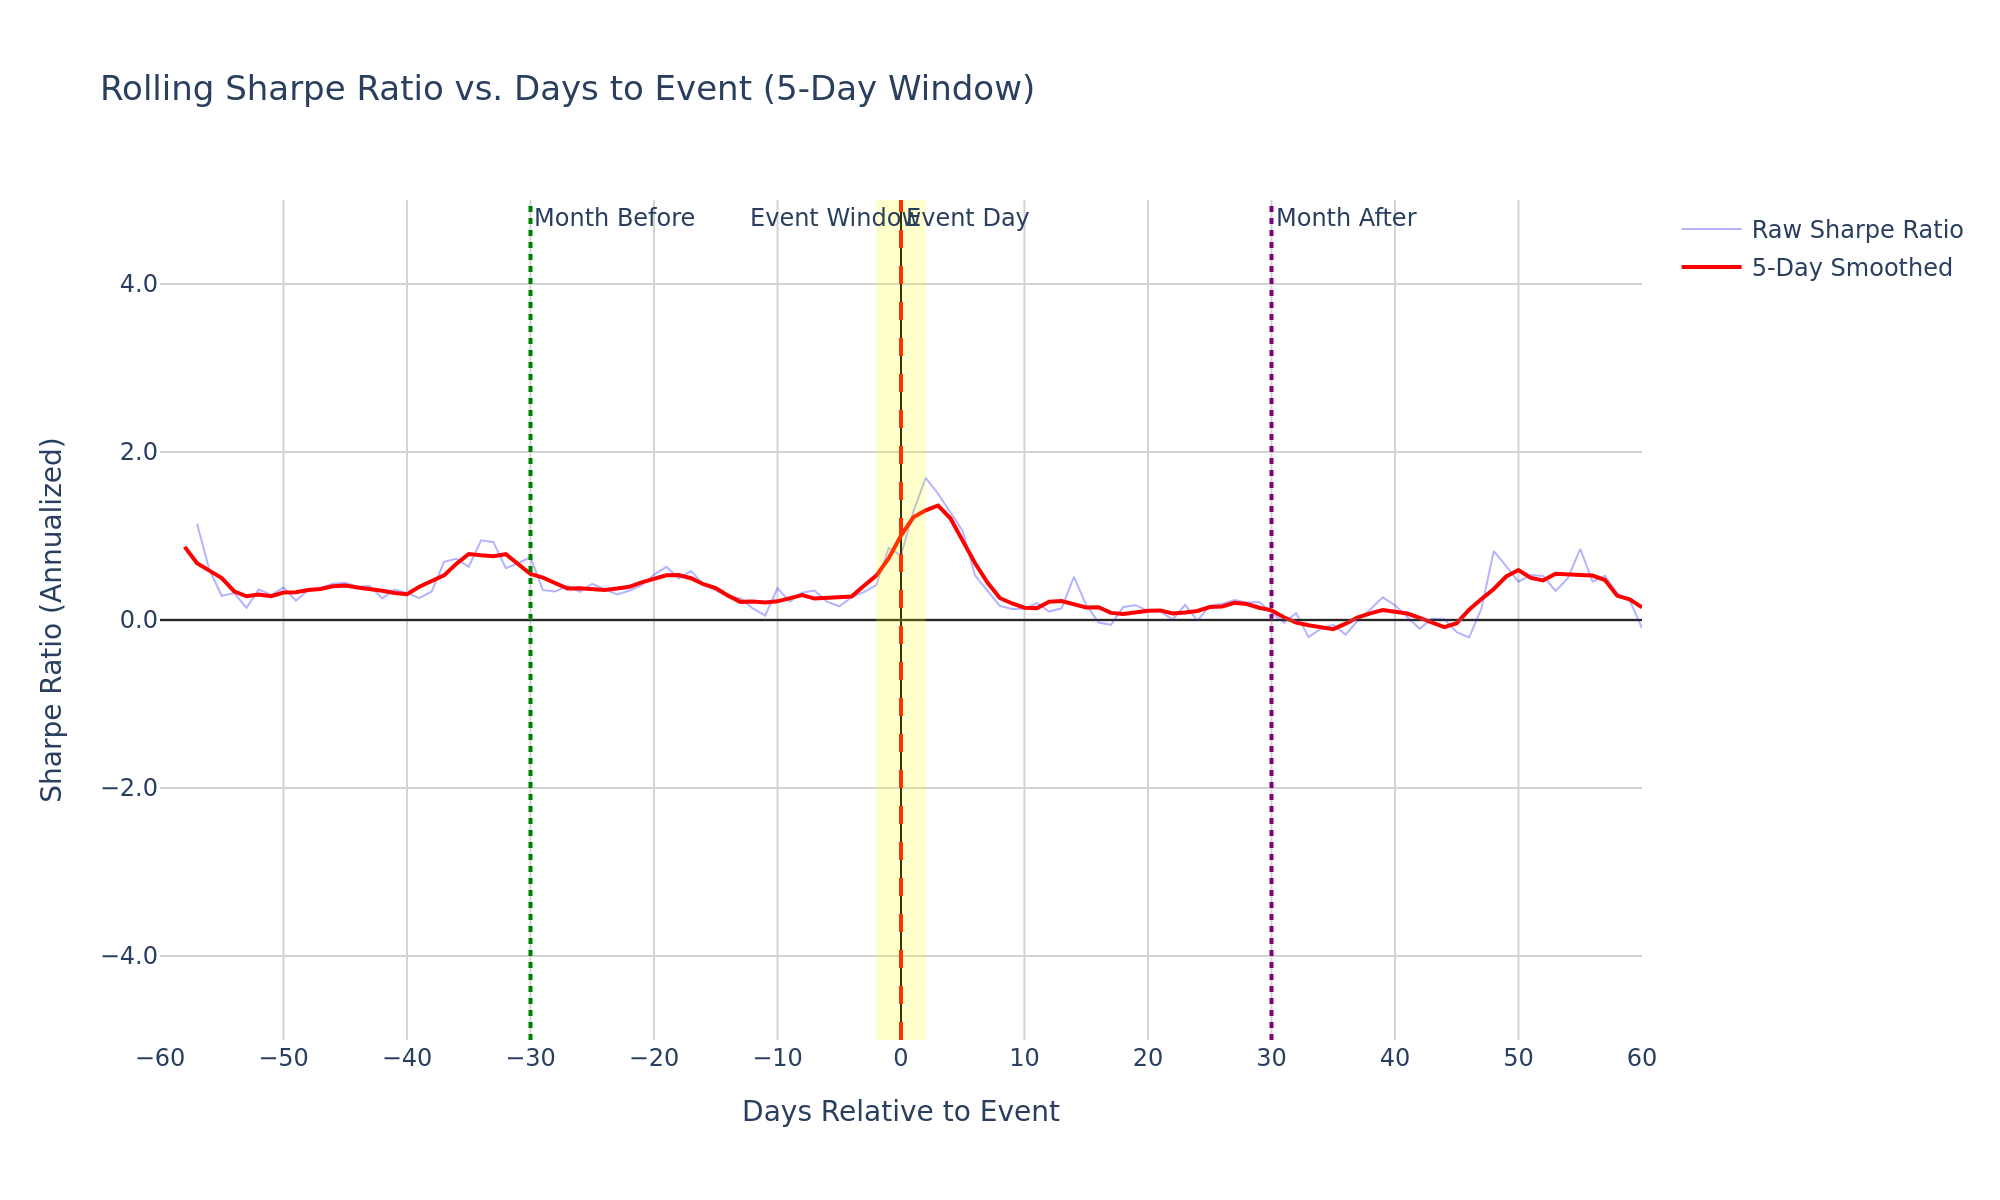 Rolling Sharpe Ratio vs. Days to Event (5-Day Window)
Month Before
Event Window
Event Day
Month After
Raw Sharpe Ratio
5-Day Smoothed
4.0
2.0
0.0
−2.0
−4.0
Sharpe Ratio (Annualized)
−60 −50 −40 −30 −20 −10 0 10 20 30 40 50 60
Days Relative to Event